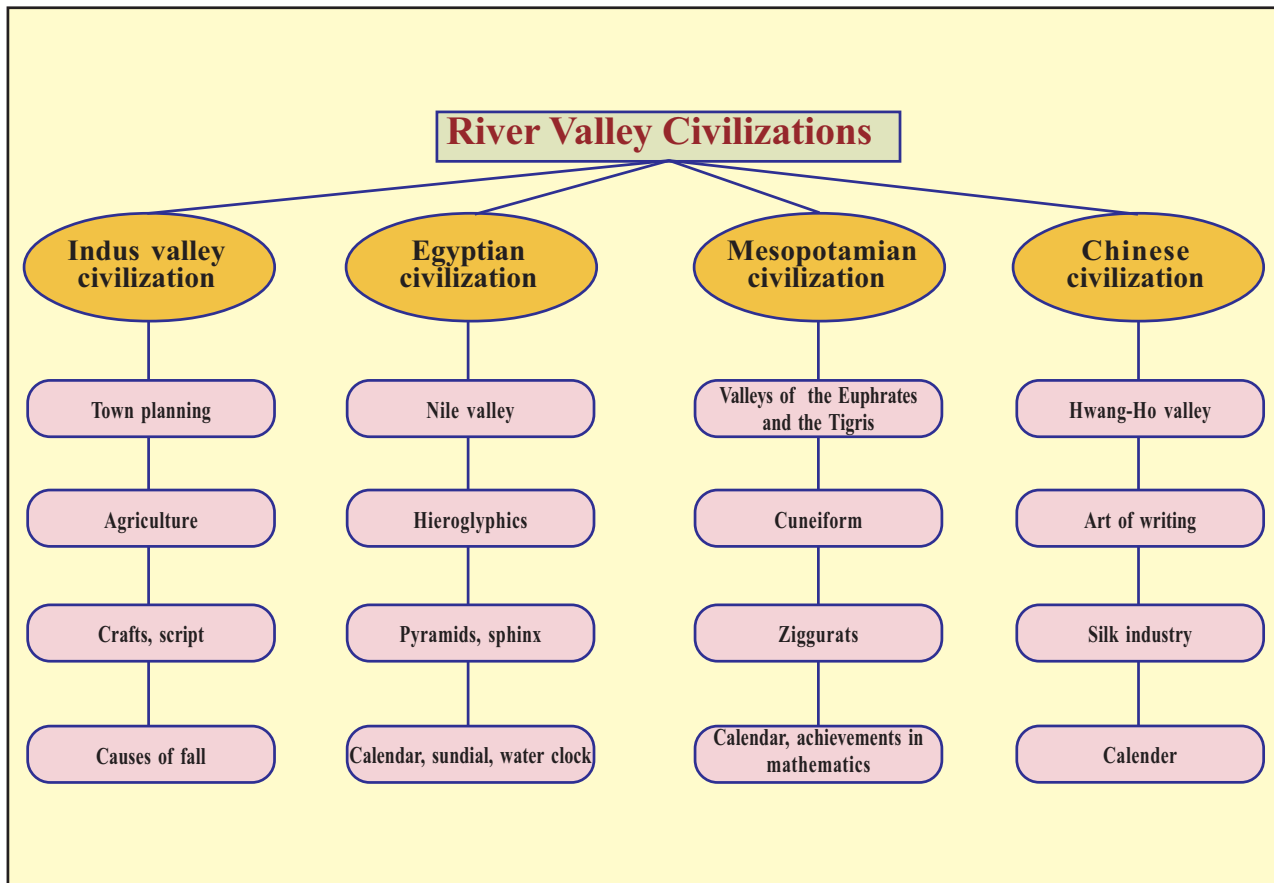 River Valley Civilizations
Indus valley
civilization
Egyptian
civilization
Mesopotamian
civilization
Chinese
civilization
Town planning
Nile valley
Valleys of the Euphrates
and the Tigris
Hwang-Ho valley
Agriculture
Hieroglyphics
Cuneiform
Art of writing
Crafts, script
Pyramids, sphinx
Ziggurats
Silk industry
Causes of fall
Calendar, sundial, water clock
Calendar, achievements in
mathematics
Calender